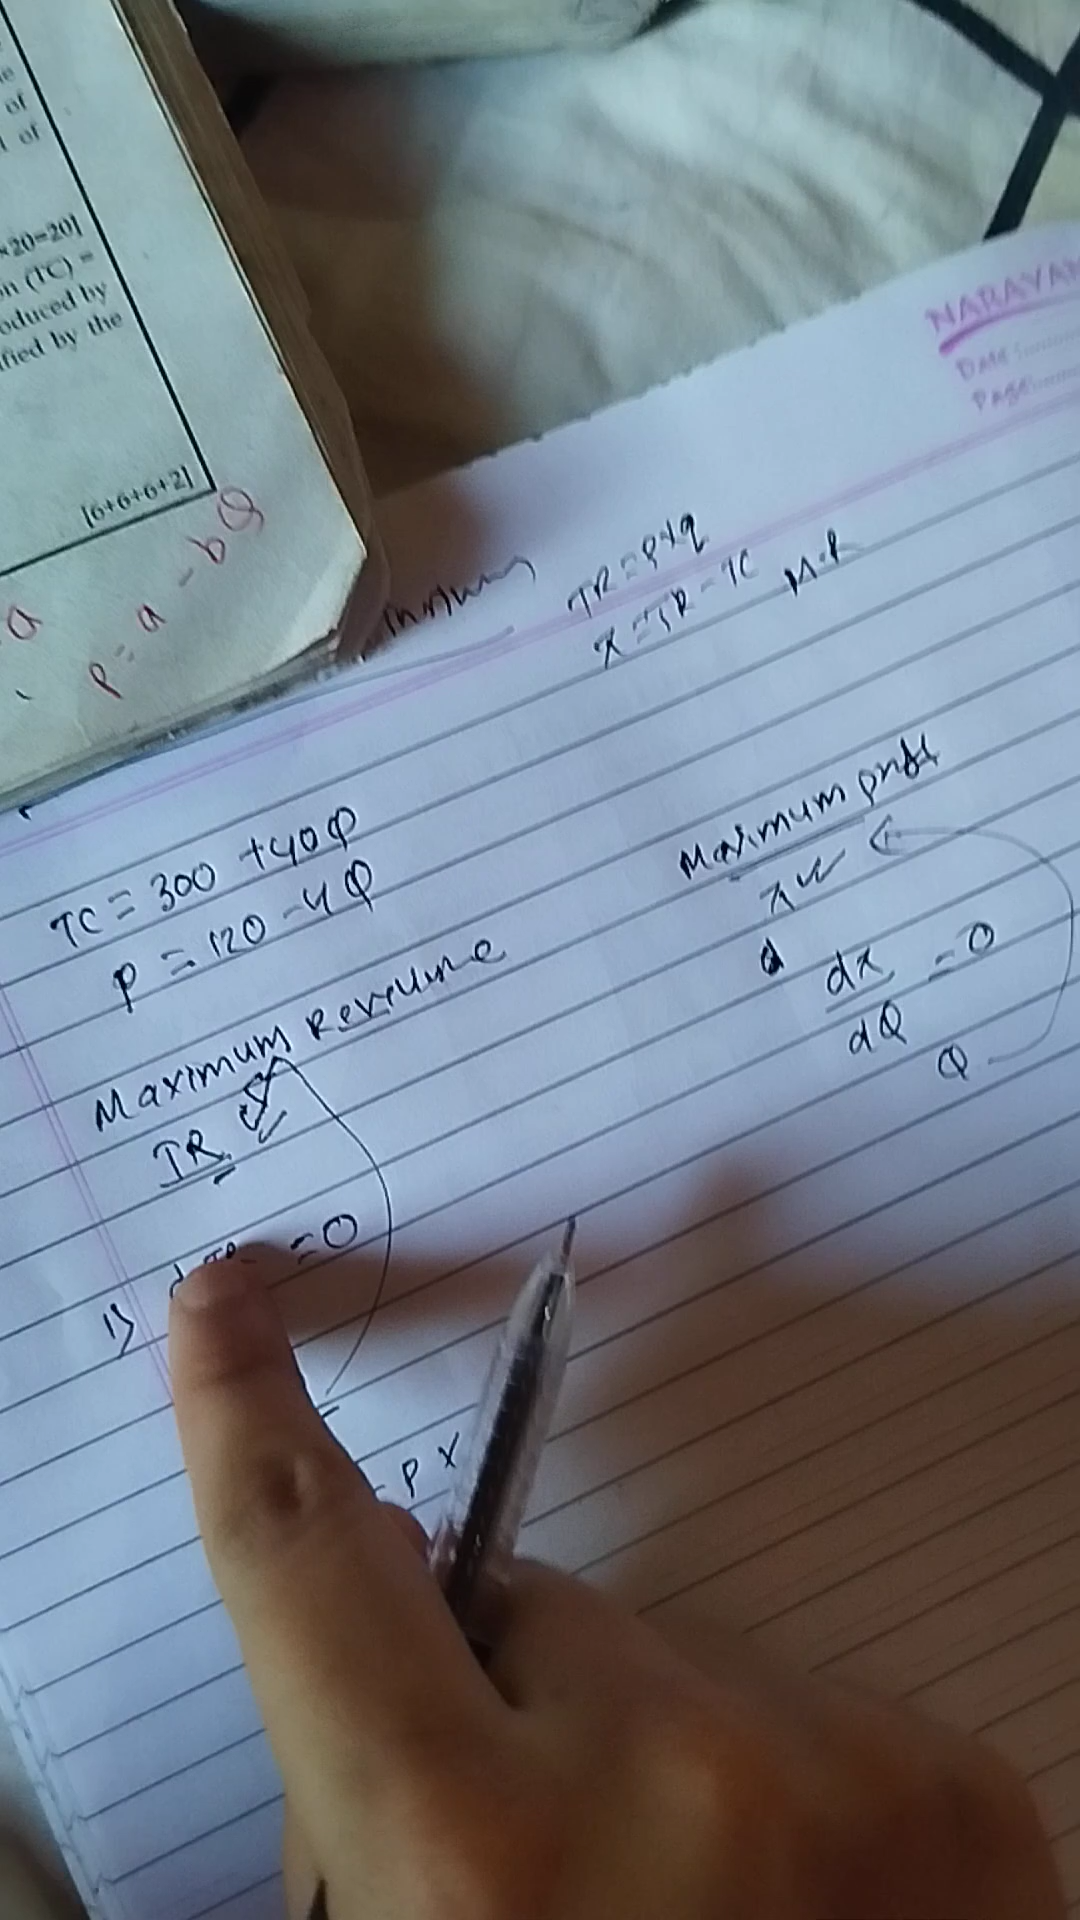 of
of
×20=20]
n (TC) =
oduced by
fied by the
[6+6+6+2]
a
P = a - bQ
NARAYAN
Date
Page
TR = P×q
π = TR - TC
M.R
TC = 300 + 40Q
P = 120 - 4Q
Maximum Revenue
TR
1)
= 0
P x
Maximum profit
π
d
dπ
dQ
= 0
Q